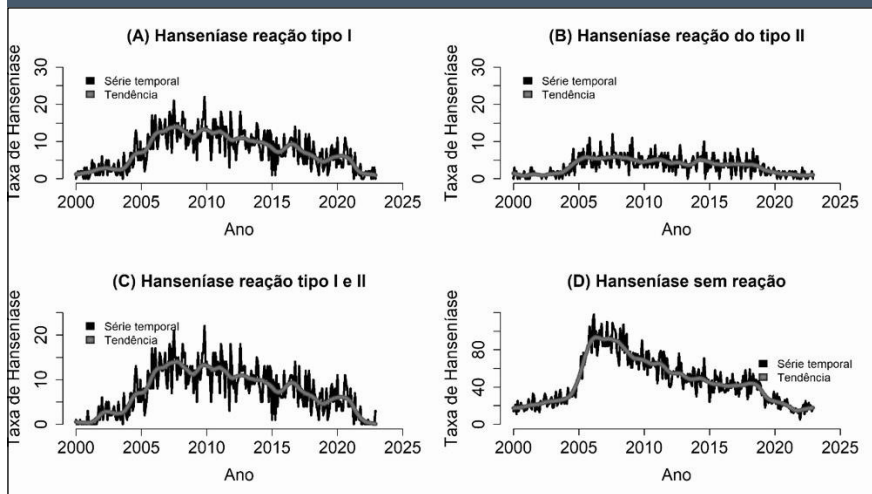 (A) Hanseníase reação tipo I
Taxa de Hanseníase
30
20
10
0
Série temporal
Tendência
2000 2005 2010 2015 2020 2025
Ano
(B) Hanseníase reação do tipo II
Taxa de Hanseníase
30
20
10
0
Série temporal
Tendência
2000 2005 2010 2015 2020 2025
Ano
(C) Hanseníase reação tipo I e II
Taxa de Hanseníase
20
10
0
Série temporal
Tendência
2000 2005 2010 2015 2020 2025
Ano
(D) Hanseníase sem reação
Taxa de Hanseníase
80
40
0
Série temporal
Tendência
2000 2005 2010 2015 2020 2025
Ano